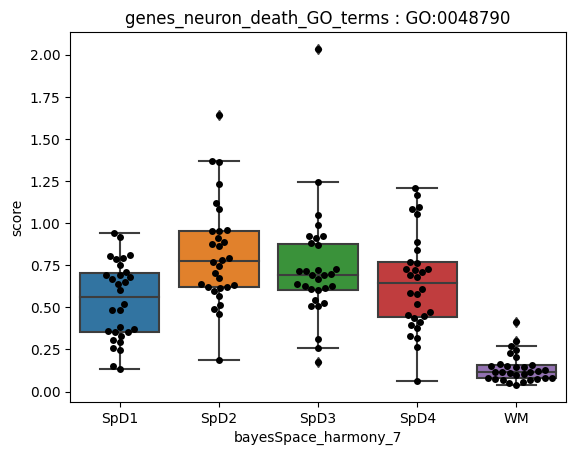 genes_neuron_death_GO_terms : GO:0048790
2.00
1.75
1.50
1.25
1.00
0.75
0.50
0.25
0.00
score
SpD1 SpD2 SpD3 SpD4 WM
bayesSpace_harmony_7